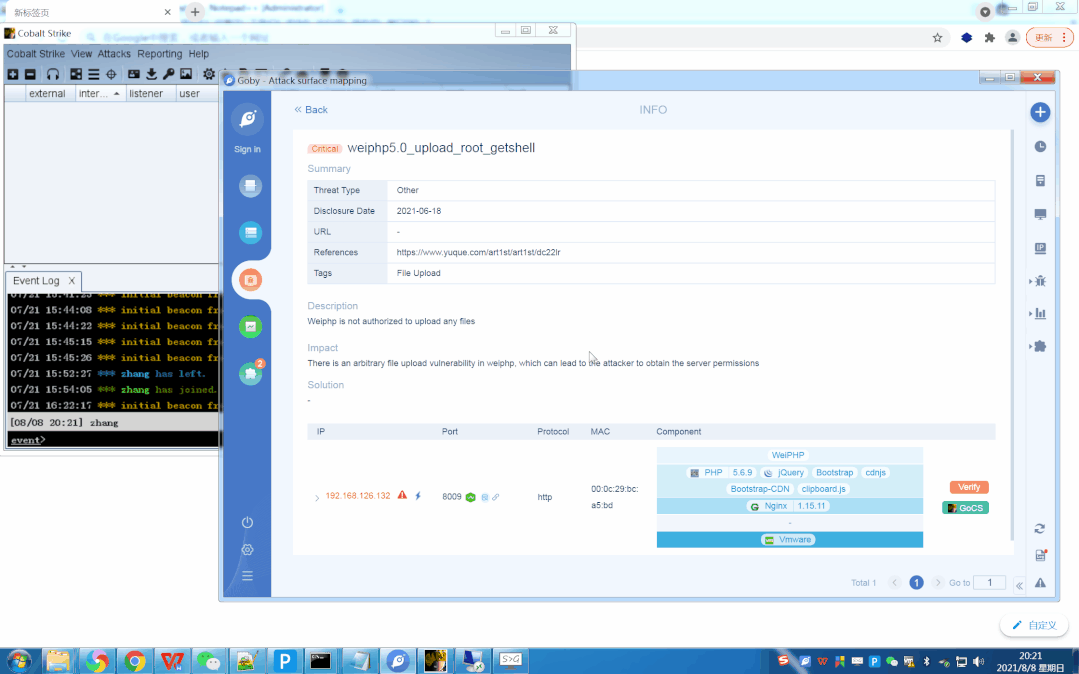 新标签页
Notepad++ - [Administrator]
Cobalt Strike
更新
Cobalt Strike View Attacks Reporting Help
external inter... listener user
Goby - Attack surface mapping
Back
INFO
Sign in
Critical weiphp5.0_upload_root_getshell
Summary
Threat Type Other
Disclosure Date 2021-06-18
URL -
References https://www.yuque.com/art1st/art1st/dc22lr
Tags File Upload
Description
Weiphp is not authorized to upload any files
Impact
There is an arbitrary file upload vulnerability in weiphp, which can lead to the attacker to obtain the server permissions
Solution
-
Event Log X
07/21 15:41:25 *** initial beacon fr
07/21 15:44:08 *** initial beacon fr
07/21 15:44:22 *** initial beacon fr
07/21 15:45:15 *** initial beacon fr
07/21 15:45:26 *** initial beacon fr
07/21 15:52:27 *** zhang has left.
07/21 15:54:05 *** zhang has joined.
07/21 16:22:17 *** initial beacon fr
[08/08 20:21] zhang
event>
2
IP Port Protocol MAC Component
192.168.126.132 8009 http 00:0c:29:bc:
a5:bd
WeiPHP
PHP 5.6.9 jQuery Bootstrap cdnjs
Bootstrap-CDN clipboard.js
Nginx 1.15.11
-
Vmware
Verify
GoCS
Total 1 1 Go to 1
自定义
20:21
2021/8/8 星期日